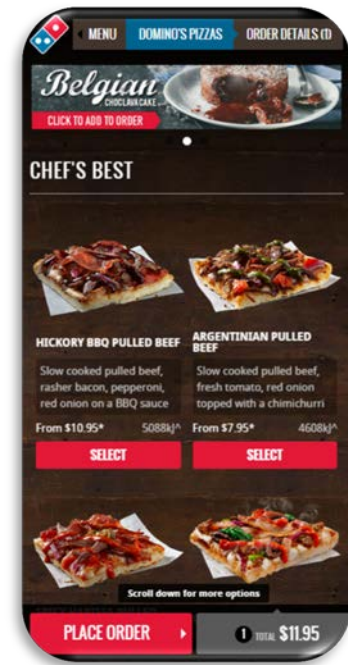 MENU DOMINO'S PIZZAS ORDER DETAILS (1)
Belgian
CHOC LAVA CAKE
CLICK TO ADD TO ORDER
CHEF'S BEST
HICKORY BBQ PULLED BEEF
Slow cooked pulled beef,
rasher bacon, pepperoni,
red onion on a BBQ sauce
From $10.95* 5088kJ^
SELECT
ARGENTINIAN PULLED
BEEF
Slow cooked pulled beef,
fresh tomato, red onion
topped with a chimichurri
From $7.95* 4608kJ^
SELECT
Scroll down for more options
PLACE ORDER
1 TOTAL $11.95